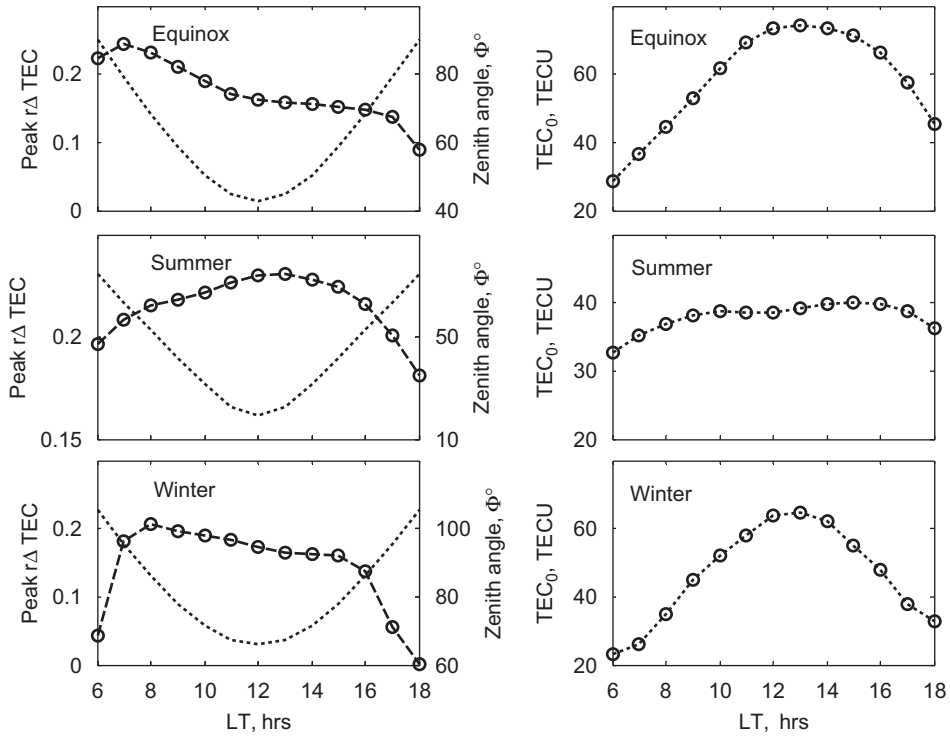 Equinox
Peak rΔ TEC
0.2
0.1
0
80
60
40
Zenith angle, Φ°
Equinox
TEC₀, TECU
60
40
20
Summer
Peak rΔ TEC
0.2
0.15
50
10
Zenith angle, Φ°
Summer
TEC₀, TECU
40
30
20
Winter
Peak rΔ TEC
0.2
0.1
0
100
80
60
Zenith angle, Φ°
6 8 10 12 14 16 18
LT, hrs
Winter
TEC₀, TECU
60
40
20
6 8 10 12 14 16 18
LT, hrs